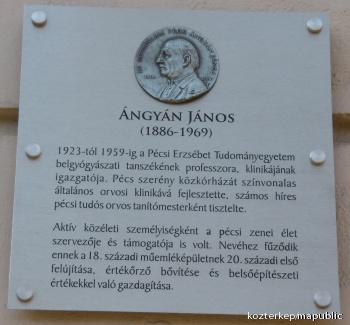 ÁNGYÁN JÁNOS
(1886-1969)
1923-tól 1959-ig a Pécsi Erzsébet Tudományegyetem
belgyógyászati tanszékének professzora, klinikájának
igazgatója. Pécs szerény közkórházát színvonalas
általános orvosi klinikává fejlesztette, számos híres
pécsi tudós orvos tanítómesterként tisztelte.
Aktív közéleti személyiségként a pécsi zenei élet
szervezője és támogatója is volt. Nevéhez fűződik
ennek a 18. századi műemléképületnek 20. századi első
felújítása, értékőrző bővítése és belsőépítészeti
értékekkel való gazdagítása.
kozterkep.mapublic